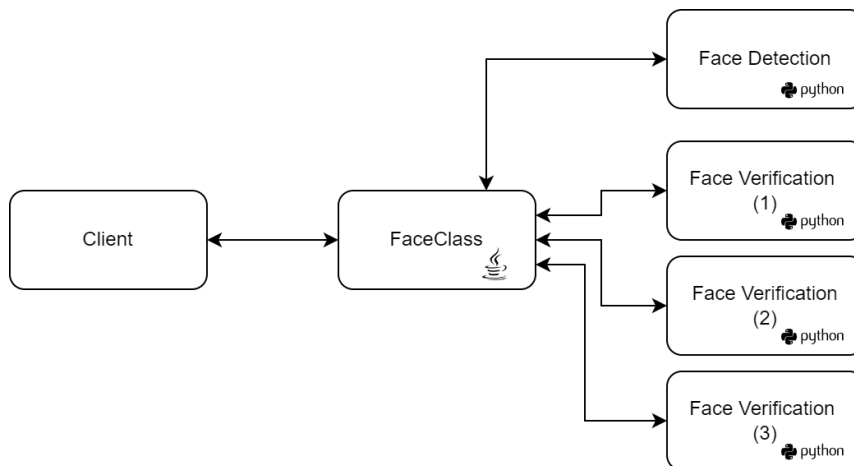 Face Detection
python
Face Verification
(1)
python
Client
FaceClass
Face Verification
(2)
python
Face Verification
(3)
python